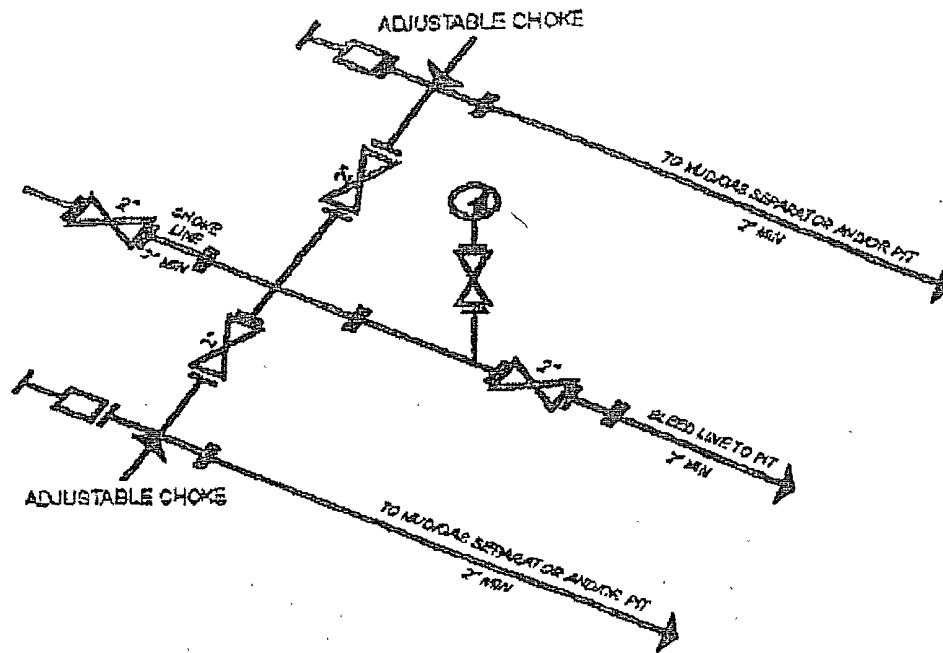 ADJUSTABLE CHOKE
TO MUD/GAS SEPARATOR AND/OR PIT
2" MIN
2"
2"
CHOKE
LINE
2" MIN
2"
2"
BLEED LINE TO PIT
2" MIN
ADJUSTABLE CHOKE
TO MUD/GAS SEPARATOR AND/OR PIT
2" MIN